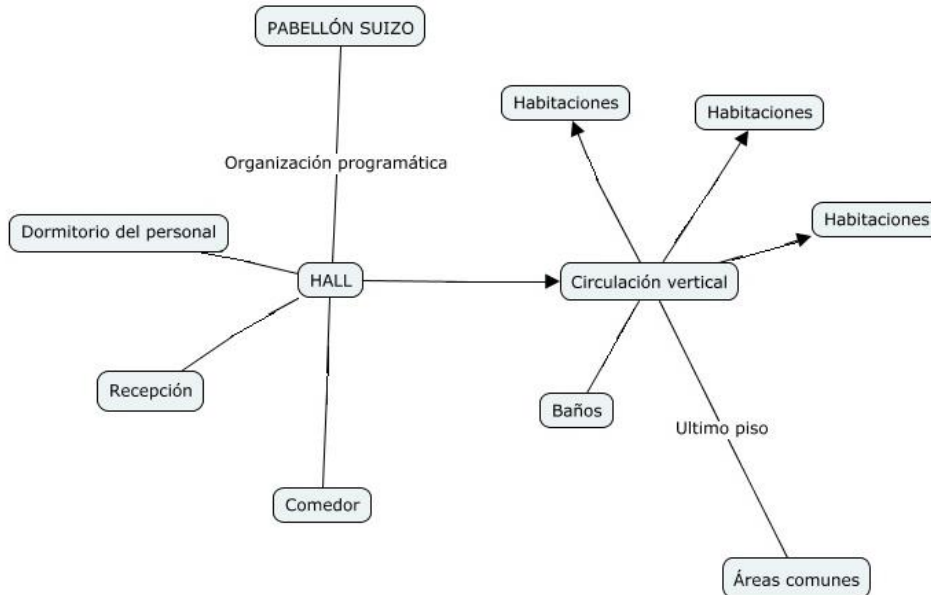 PABELLÓN SUIZO
Habitaciones
Habitaciones
Organización programática
Dormitorio del personal
Habitaciones
HALL
Circulación vertical
Recepción
Baños
Ultimo piso
Comedor
Áreas comunes